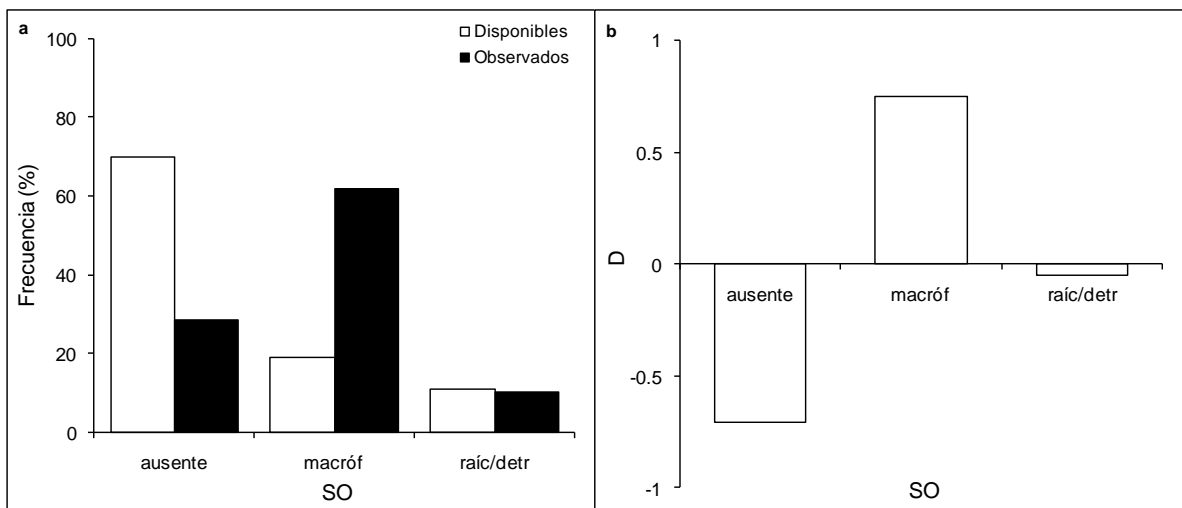 a
Disponibles
Observados
100
80
60
40
20
0
Frecuencia (%)
ausente macróf raíc/detr
SO
b
1
0.5
0
-0.5
-1
D
ausente macróf raíc/detr
SO